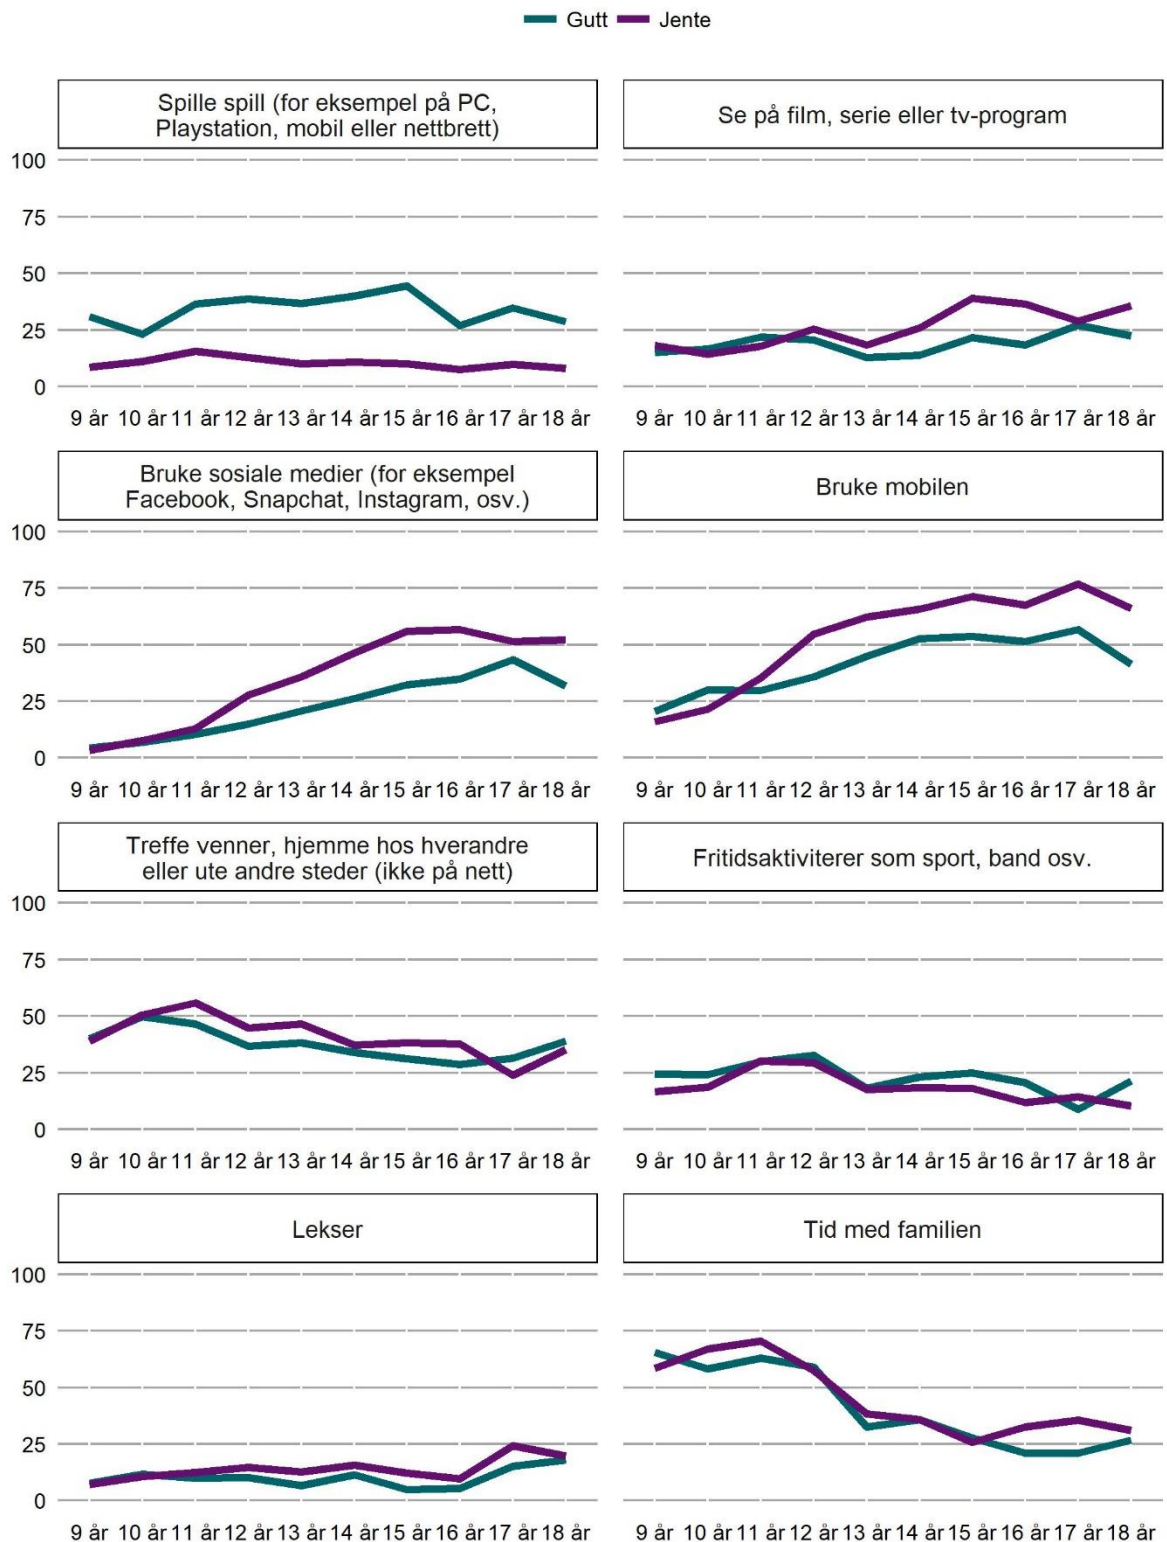 Gutt Jente
Spille spill (for eksempel på PC,
Playstation, mobil eller nettbrett)
Se på film, serie eller tv-program
100
75
50
25
0
9 år 10 år 11 år 12 år 13 år 14 år 15 år 16 år 17 år 18 år
9 år 10 år 11 år 12 år 13 år 14 år 15 år 16 år 17 år 18 år
Bruke sosiale medier (for eksempel
Facebook, Snapchat, Instagram, osv.)
Bruke mobilen
100
75
50
25
0
9 år 10 år 11 år 12 år 13 år 14 år 15 år 16 år 17 år 18 år
9 år 10 år 11 år 12 år 13 år 14 år 15 år 16 år 17 år 18 år
Treffe venner, hjemme hos hverandre
eller ute andre steder (ikke på nett)
Fritidsaktiviterer som sport, band osv.
100
75
50
25
0
9 år 10 år 11 år 12 år 13 år 14 år 15 år 16 år 17 år 18 år
9 år 10 år 11 år 12 år 13 år 14 år 15 år 16 år 17 år 18 år
Lekser
Tid med familien
100
75
50
25
0
9 år 10 år 11 år 12 år 13 år 14 år 15 år 16 år 17 år 18 år
9 år 10 år 11 år 12 år 13 år 14 år 15 år 16 år 17 år 18 år